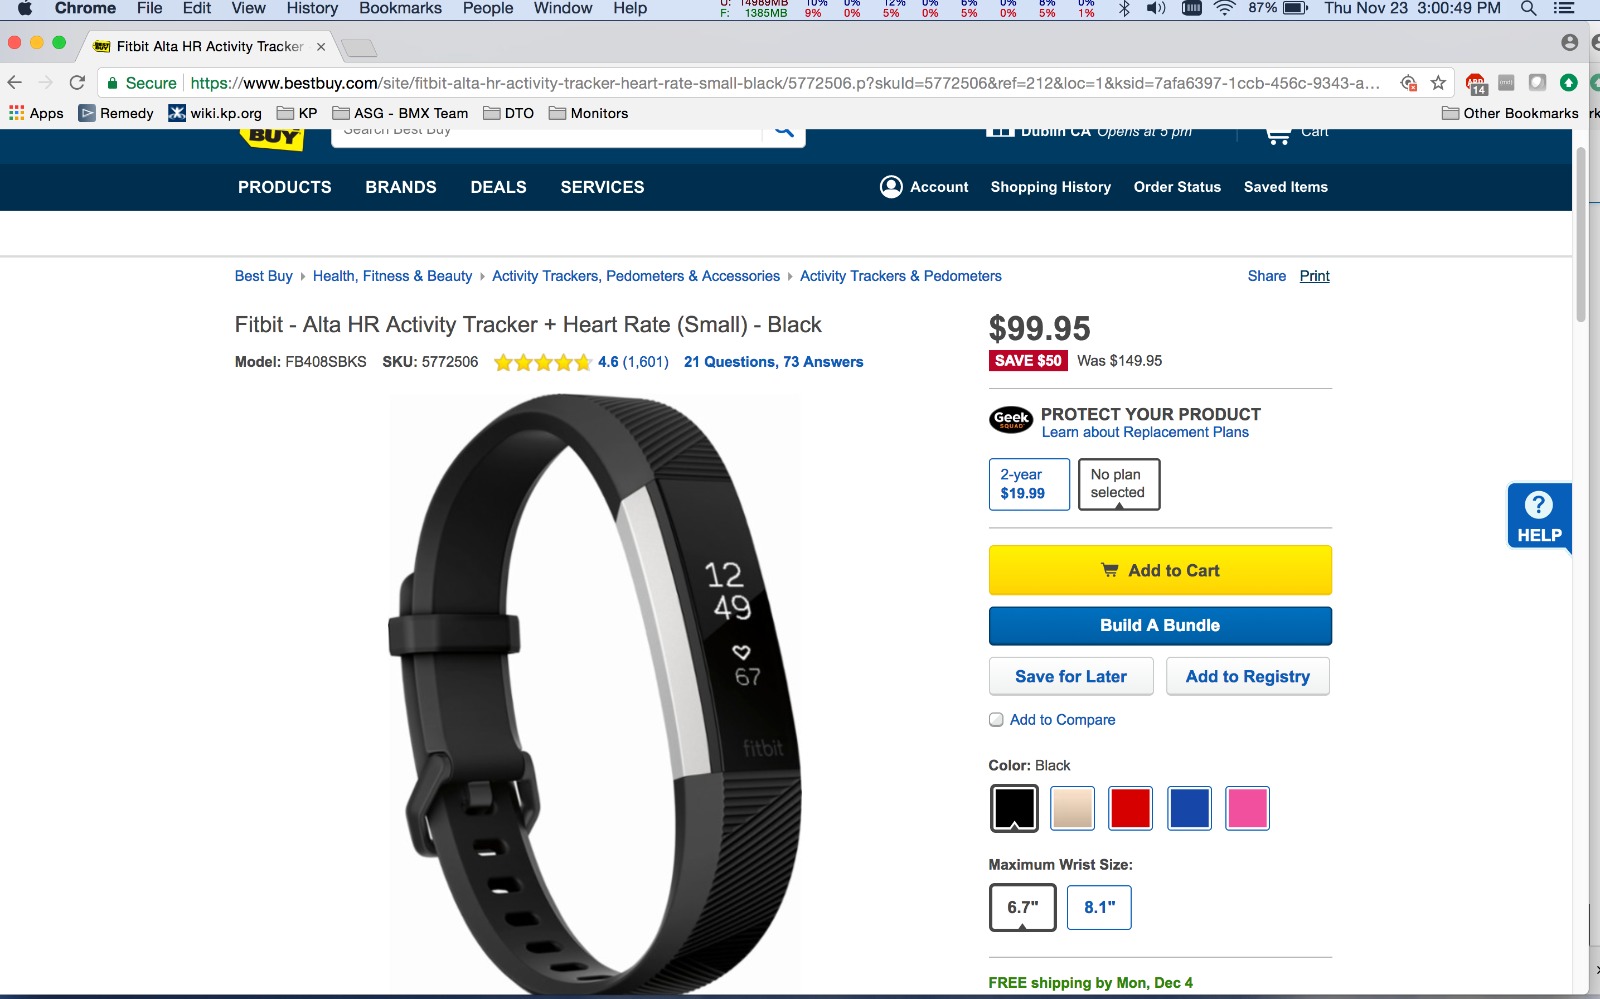 Chrome File Edit View History Bookmarks People Window Help
U: 14989MB 10% 0% 12% 0% 6% 0% 8% 0%
F: 1385MB 9% 0% 5% 0% 5% 0% 5% 1%
87% Thu Nov 23 3:00:49 PM
Fitbit Alta HR Activity Tracker
Secure https://www.bestbuy.com/site/fitbit-alta-hr-activity-tracker-heart-rate-small-black/5772506.p?skuId=5772506&ref=212&loc=1&ksid=7afa6397-1ccb-456c-9343-a...
ABP 14
Apps Remedy wiki.kp.org KP ASG - BMX Team DTO Monitors Other Bookmarks
BUY Search Best Buy Dublin CA Opens at 5 pm Cart
PRODUCTS BRANDS DEALS SERVICES Account Shopping History Order Status Saved Items
Best Buy Health, Fitness & Beauty Activity Trackers, Pedometers & Accessories Activity Trackers & Pedometers Share Print
Fitbit - Alta HR Activity Tracker + Heart Rate (Small) - Black
Model: FB408SBKS SKU: 5772506 4.6 (1,601) 21 Questions, 73 Answers
12
49
67
fitbit
$99.95
SAVE $50 Was $149.95
Geek SQUAD
PROTECT YOUR PRODUCT
Learn about Replacement Plans
2-year
$19.99
No plan
selected
Add to Cart
Build A Bundle
Save for Later Add to Registry
Add to Compare
Color: Black
Maximum Wrist Size:
6.7" 8.1"
FREE shipping by Mon, Dec 4
?
HELP